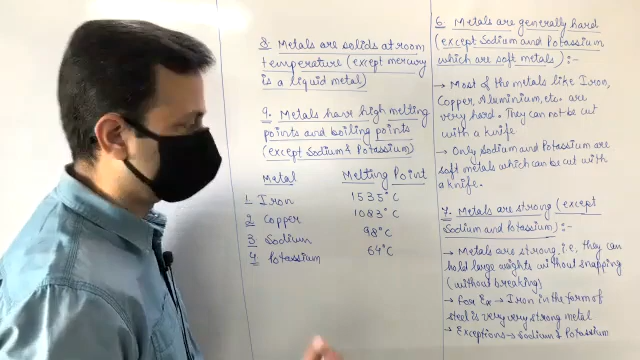 8. Metals are solids at room
temperature (except mercury
is a liquid metal)
9. Metals have high melting
points and boiling points
(except Sodium & Potassium)
Metal Melting Point
1 Iron 1535°C
2 Copper 1083°C
3 Sodium 98°C
4 Potassium 64°C
6. Metals are generally hard
(except Sodium and Potassium
which are soft metals) :-
→ Most of the metals like Iron,
Copper, Aluminium, etc. are
very hard. They can not be cut
with a knife
→ Only Sodium and Potassium are
soft metals which can be cut with
a knife.
7. Metals are strong (except
Sodium and Potassium) :-
→ Metals are strong, i.e., they can
hold large weights without snapping
(without breaking)
→ For Ex → Iron in the form of
steel is very very strong metal
→ Exceptions → Sodium & Potassium